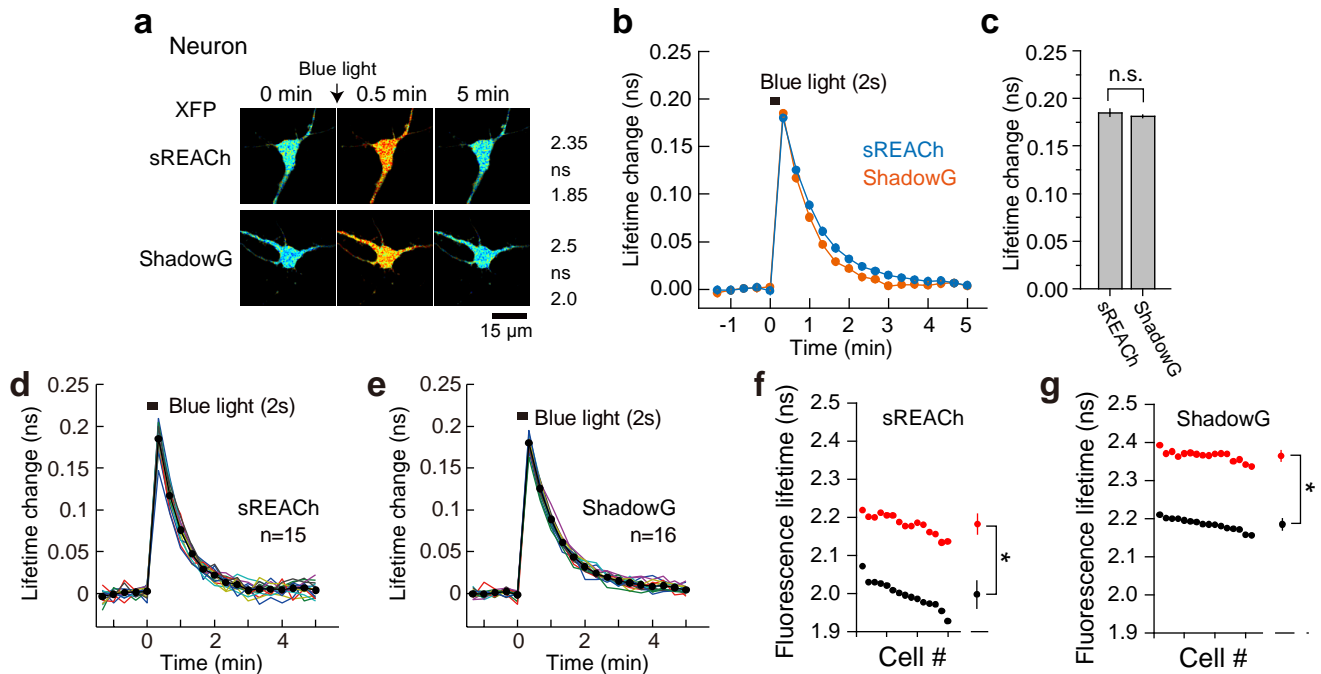 a
Neuron
Blue light
0 min
0.5 min
5 min
XFP
sREACh
2.35
ns
1.85
ShadowG
2.5
ns
2.0
15 µm
b
Lifetime change (ns)
0.25
0.20
0.15
0.10
0.05
0.00
Blue light (2s)
sREACh
ShadowG
-1 0 1 2 3 4 5
Time (min)
c
Lifetime change (ns)
0.25
0.20
0.15
0.10
0.05
0.00
n.s.
sREACh
ShadowG
d
Lifetime change (ns)
0.25
0.2
0.15
0.1
0.05
0
Blue light (2s)
sREACh
n=15
0 2 4
Time (min)
e
Lifetime change (ns)
0.25
0.2
0.15
0.1
0.05
0
Blue light (2s)
ShadowG
n=16
0 2 4
Time (min)
f
Fluorescence lifetime (ns)
2.5
2.4
2.3
2.2
2.1
2.0
1.9
sREACh
*
Cell #
g
Fluorescence lifetime (ns)
2.5
2.4
2.3
2.2
2.1
2.0
1.9
ShadowG
*
Cell #